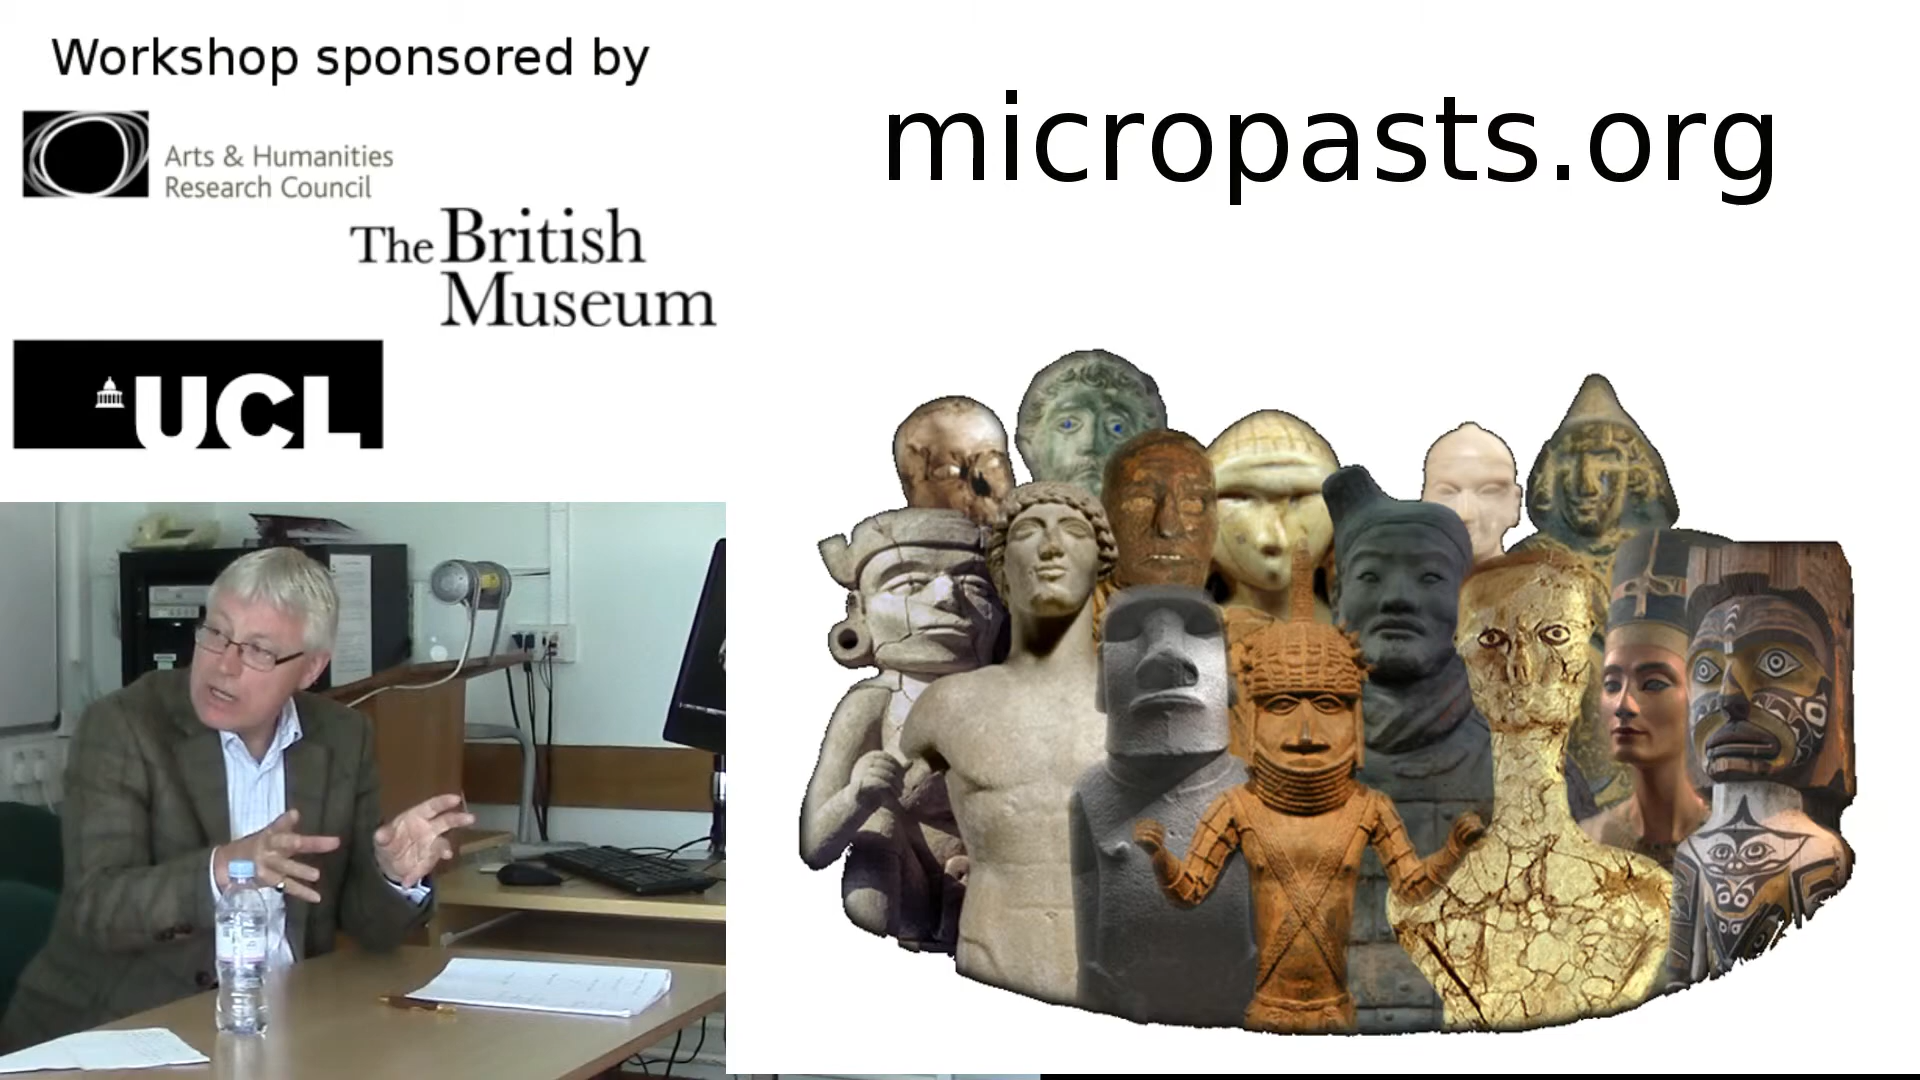 Workshop sponsored by
Arts & Humanities
Research Council
The British
Museum
UCL
micropasts.org